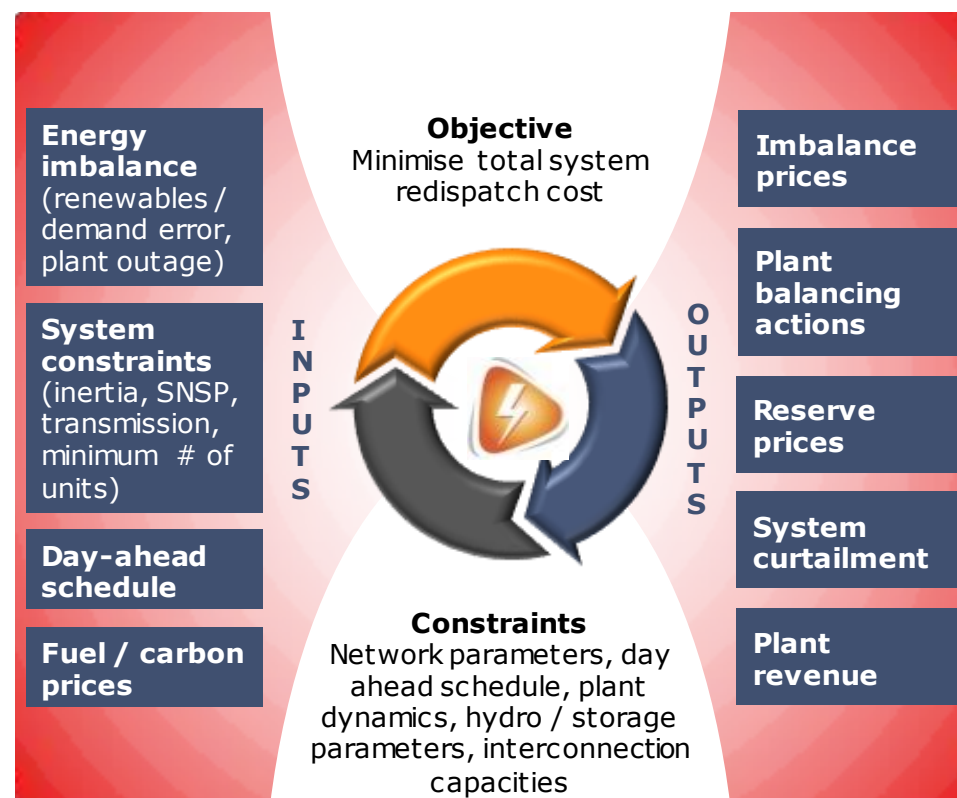 Energy
imbalance
(renewables /
demand error,
plant outage)
System
constraints
(inertia, SNSP,
transmission,
minimum # of
units)
Day-ahead
schedule
Fuel / carbon
prices
INPUTS
Objective
Minimise total system
redispatch cost
Constraints
Network parameters, day
ahead schedule, plant
dynamics, hydro / storage
parameters, interconnection
capacities
OUTPUTS
Imbalance
prices
Plant
balancing
actions
Reserve
prices
System
curtailment
Plant
revenue